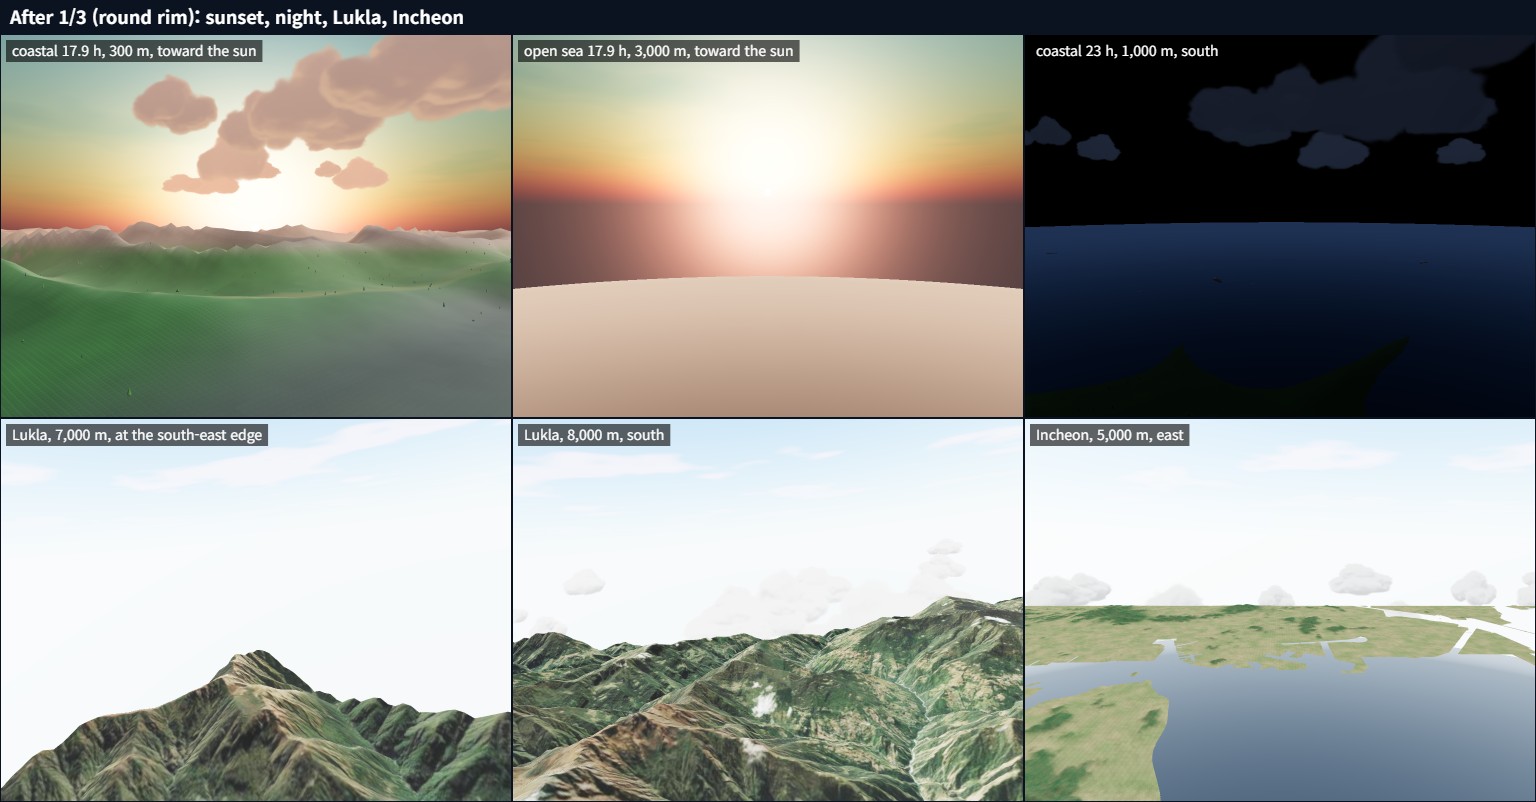 After 1/3 (round rim): sunset, night, Lukla, Incheon
coastal 17.9 h, 300 m, toward the sun
open sea 17.9 h, 3,000 m, toward the sun
coastal 23 h, 1,000 m, south
Lukla, 7,000 m, at the south-east edge
Lukla, 8,000 m, south
Incheon, 5,000 m, east